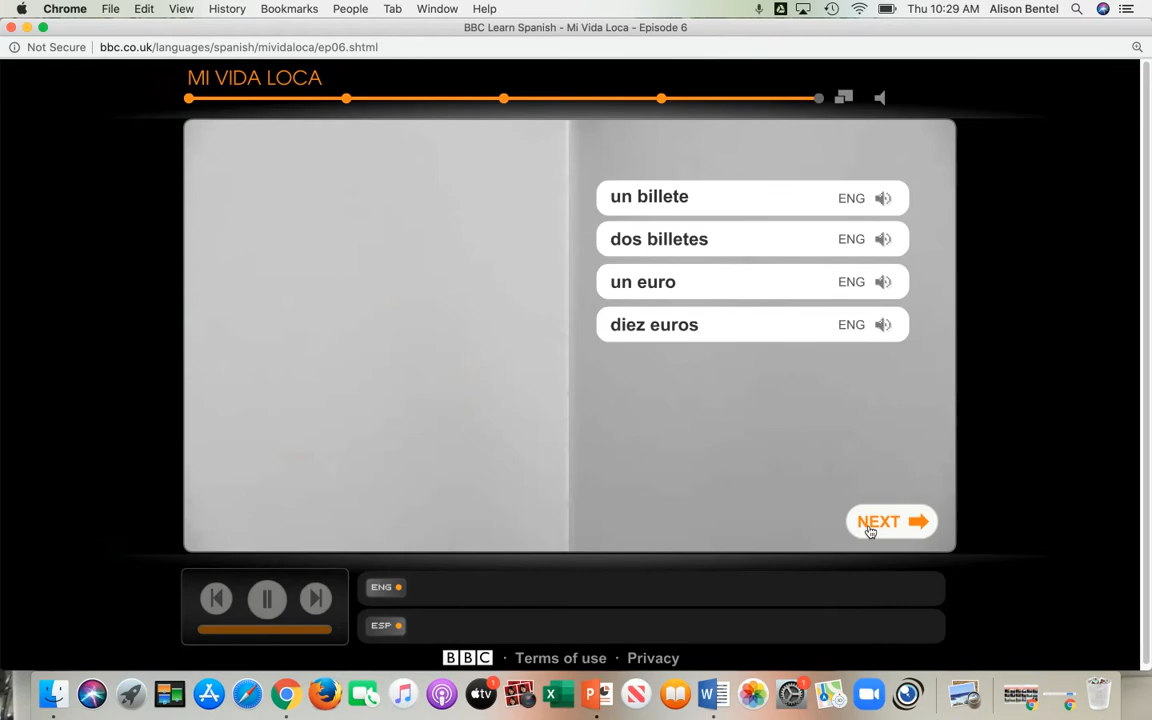 Chrome File Edit View History Bookmarks People Tab Window Help Thu 10:29 AM Alison Bentel
BBC Learn Spanish - Mi Vida Loca - Episode 6
Not Secure bbc.co.uk/languages/spanish/mividaloca/ep06.shtml
MI VIDA LOCA
un billete ENG
dos billetes ENG
un euro ENG
diez euros ENG
NEXT
ENG
ESP
BBC · Terms of use · Privacy